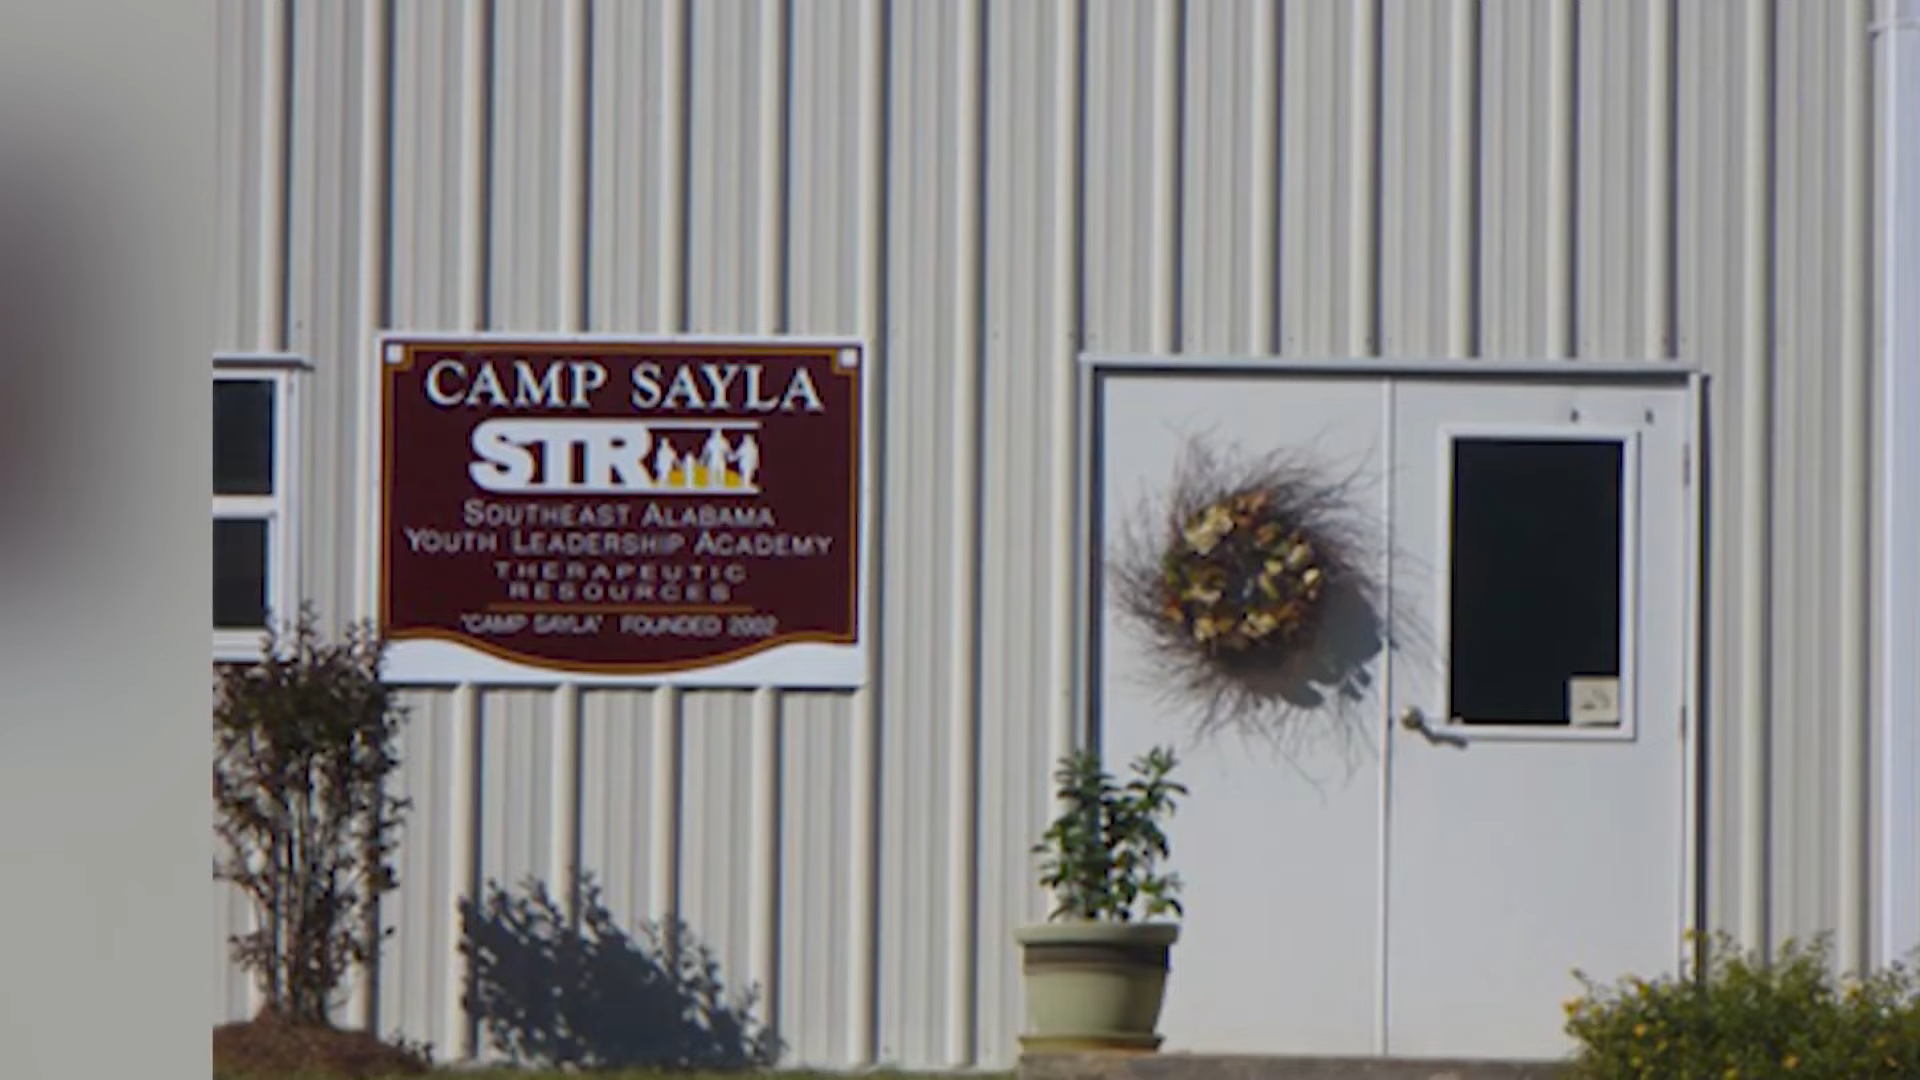 CAMP SAYLA
STR
SOUTHEAST ALABAMA
YOUTH LEADERSHIP ACADEMY
THERAPEUTIC
RESOURCES
"CAMP SAYLA" FOUNDED 2002